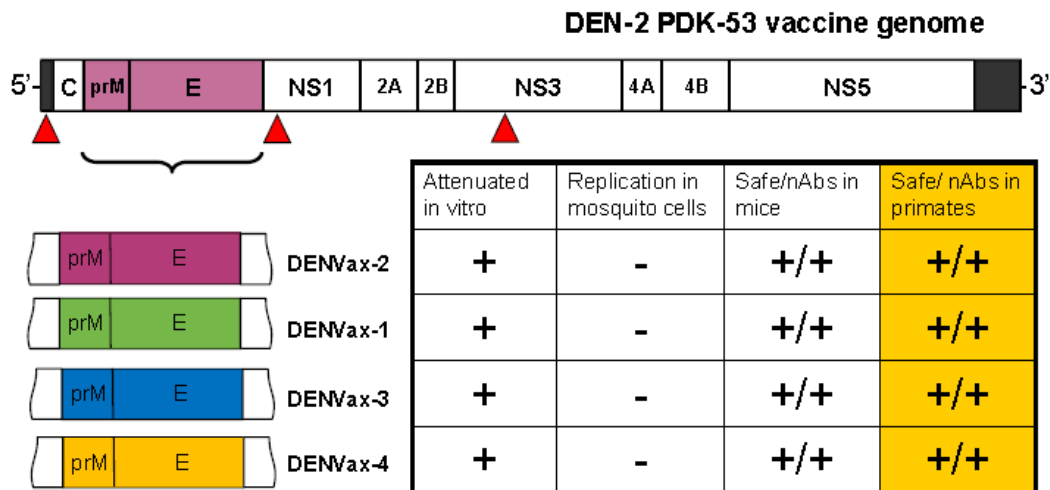 DEN-2 PDK-53 vaccine genome
5'- C prM E NS1 2A 2B NS3 4A 4B NS5 -3'
Attenuated in vitro
Replication in mosquito cells
Safe/nAbs in mice
Safe/ nAbs in primates
prM E DENVax-2 + - +/+ +/+
prM E DENVax-1 + - +/+ +/+
prM E DENVax-3 + - +/+ +/+
prM E DENVax-4 + - +/+ +/+